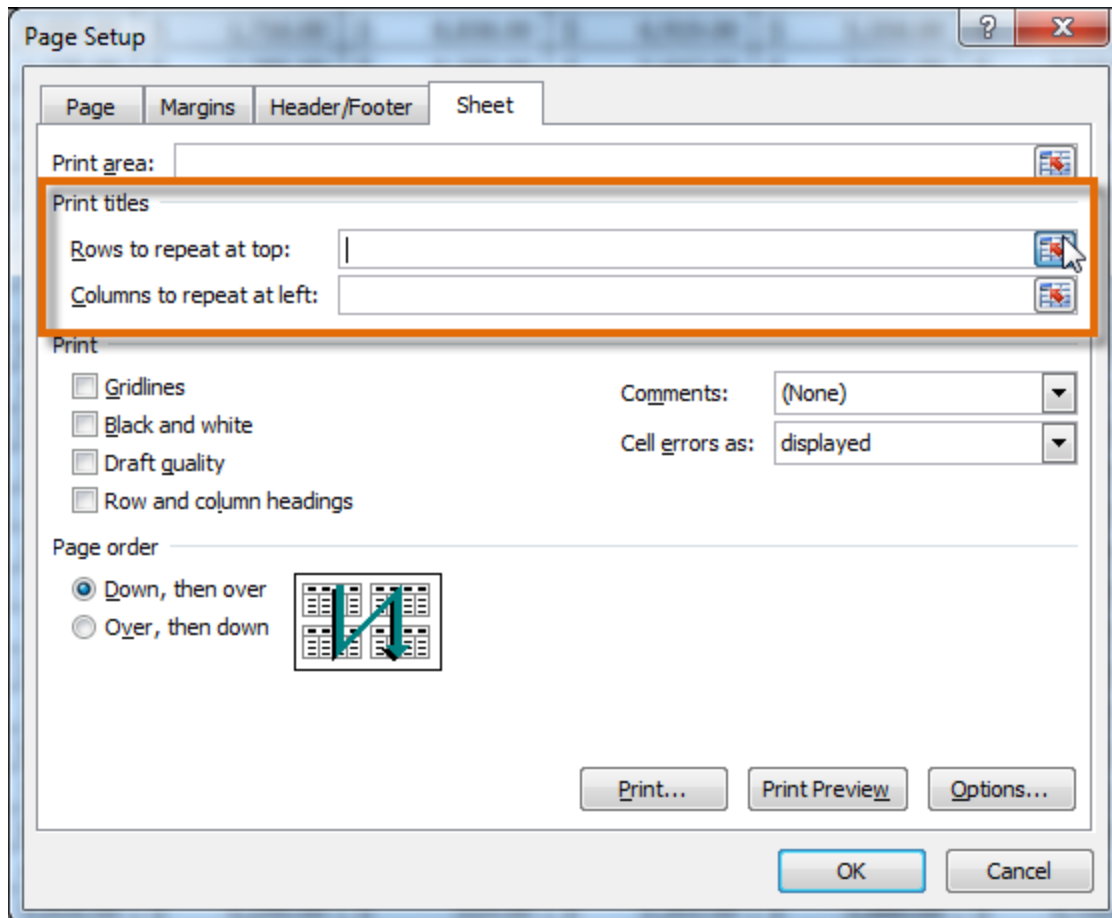 Page Setup
Page Margins Header/Footer Sheet
Print area:
Print titles
Rows to repeat at top:
Columns to repeat at left:
Print
Gridlines
Black and white
Draft quality
Row and column headings
Comments: (None)
Cell errors as: displayed
Page order
Down, then over
Over, then down
Print... Print Preview Options...
OK Cancel